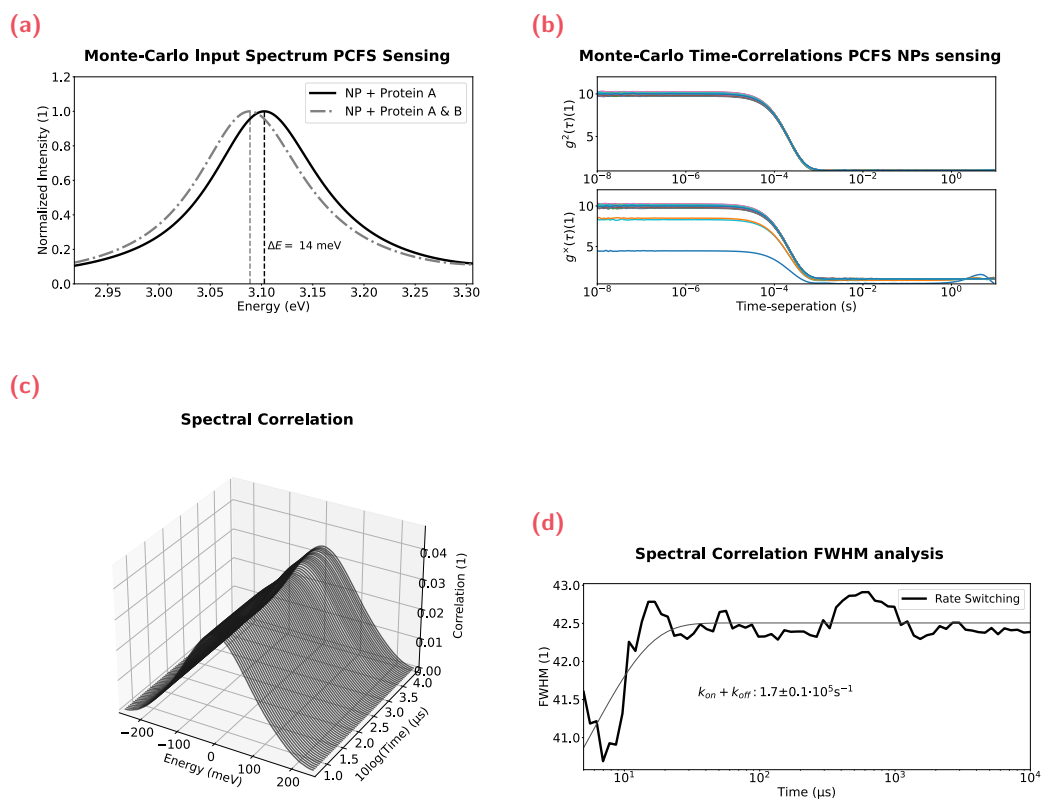 (a)
Monte-Carlo Input Spectrum PCFS Sensing
1.2
1.0
0.8
0.6
0.4
0.2
0.0
Normalized Intensity (1)
NP + Protein A
NP + Protein A & B
ΔE = 14 meV
2.95 3.00 3.05 3.10 3.15 3.20 3.25 3.30
Energy (eV)
(b)
Monte-Carlo Time-Correlations PCFS NPs sensing
10
5
g²(τ)(1)
10⁻⁸ 10⁻⁶ 10⁻⁴ 10⁻² 10⁰
10
5
gˣ(τ)(1)
10⁻⁸ 10⁻⁶ 10⁻⁴ 10⁻² 10⁰
Time-seperation (s)
(c)
Spectral Correlation
0.04
0.03
0.02
0.01
0.00
Correlation (1)
−200 −100 0 100 200
Energy (meV)
1.0 1.5 2.0 2.5 3.0 3.5 4.0
10log(Time) (μs)
(d)
Spectral Correlation FWHM analysis
43.0
42.5
42.0
41.5
41.0
FWHM (1)
Rate Switching
k_on + k_off : 1.7±0.1·10⁵s⁻¹
10¹ 10² 10³ 10⁴
Time (μs)